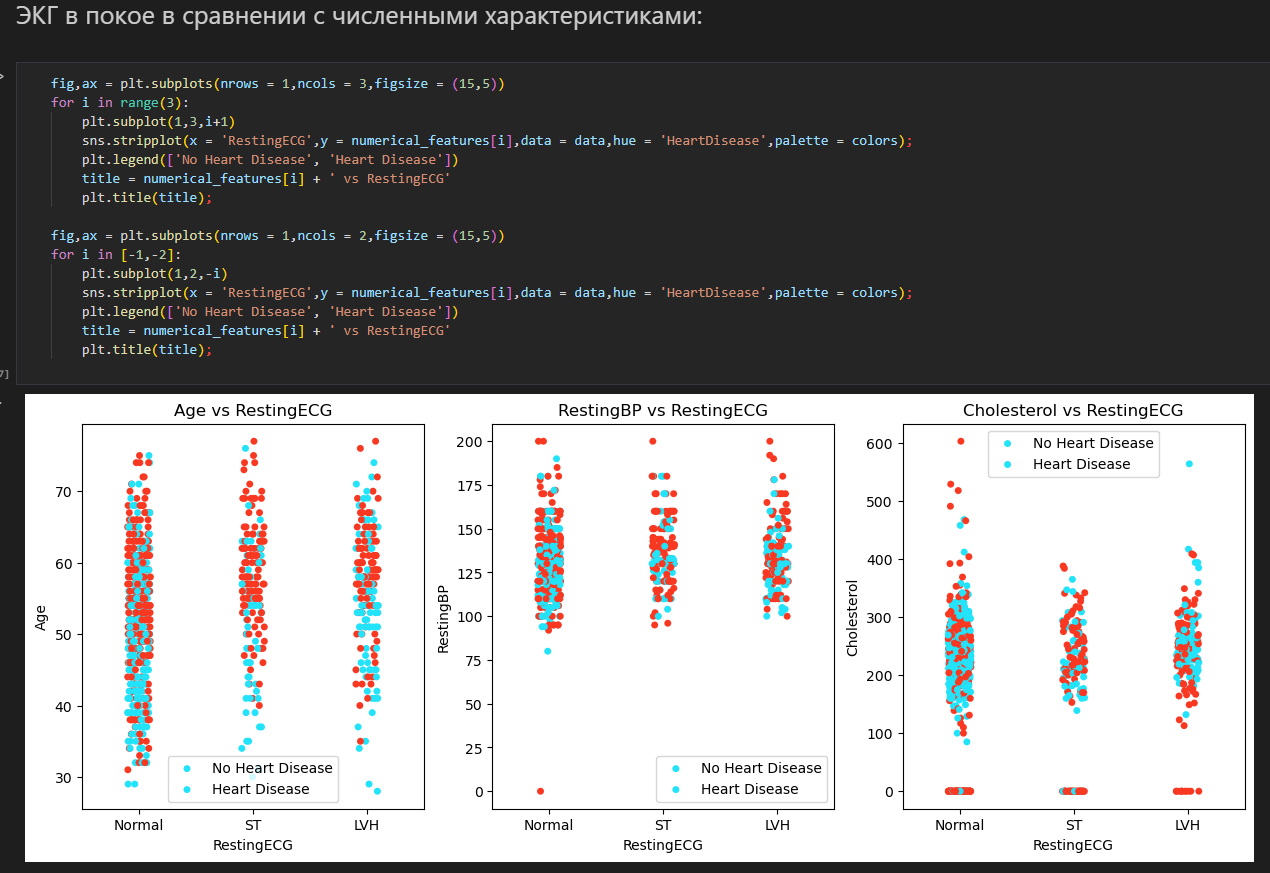 ЭКГ в покое в сравнении с численными характеристиками:
fig,ax = plt.subplots(nrows = 1,ncols = 3,figsize = (15,5))
for i in range(3):
    plt.subplot(1,3,i+1)
    sns.stripplot(x = 'RestingECG',y = numerical_features[i],data = data,hue = 'HeartDisease',palette = colors);
    plt.legend(['No Heart Disease', 'Heart Disease'])
    title = numerical_features[i] + ' vs RestingECG'
    plt.title(title);
fig,ax = plt.subplots(nrows = 1,ncols = 2,figsize = (15,5))
for i in [-1,-2]:
    plt.subplot(1,2,-i)
    sns.stripplot(x = 'RestingECG',y = numerical_features[i],data = data,hue = 'HeartDisease',palette = colors);
    plt.legend(['No Heart Disease', 'Heart Disease'])
    title = numerical_features[i] + ' vs RestingECG'
    plt.title(title);
7]
Age vs RestingECG
70
60
50
40
30
Age
No Heart Disease
Heart Disease
Normal ST LVH
RestingECG
RestingBP vs RestingECG
200
175
150
125
100
75
50
25
0
RestingBP
No Heart Disease
Heart Disease
Normal ST LVH
RestingECG
Cholesterol vs RestingECG
600
500
400
300
200
100
0
Cholesterol
No Heart Disease
Heart Disease
Normal ST LVH
RestingECG